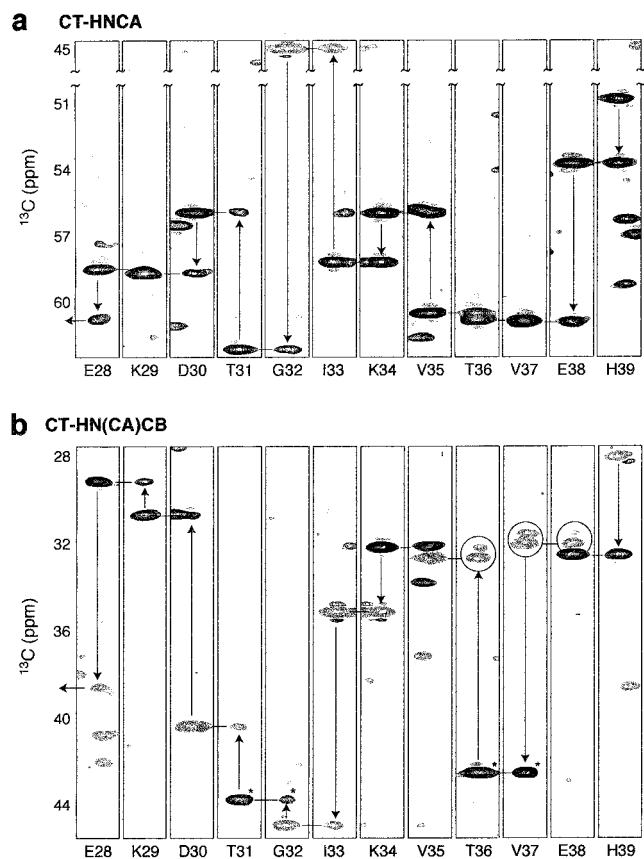 a CT-HNCA
45
51
54
57
60
¹³C (ppm)
E28 K29 D30 T31 G32 I33 K34 V35 T36 V37 E38 H39
b CT-HN(CA)CB
28
32
36
40
44
¹³C (ppm)
* * * *
E28 K29 D30 T31 G32 I33 K34 V35 T36 V37 E38 H39